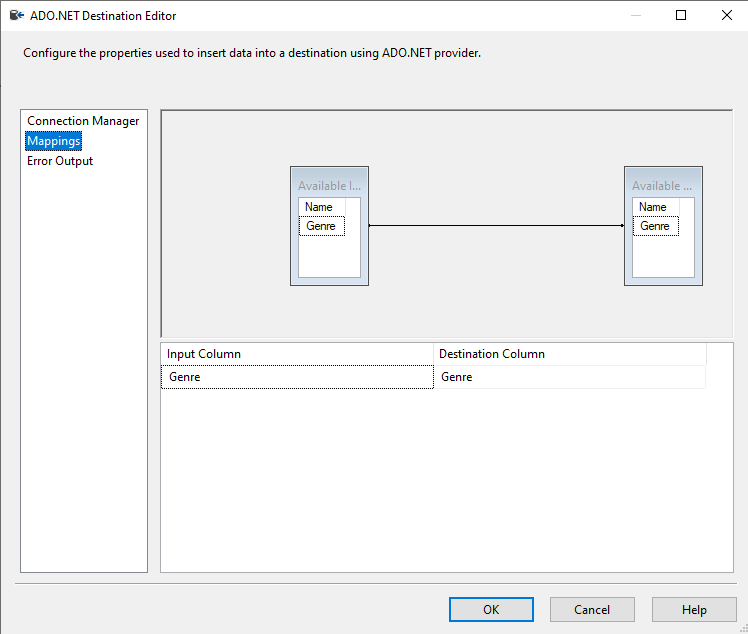 ADO.NET Destination Editor
Configure the properties used to insert data into a destination using ADO.NET provider.
Connection Manager
Mappings
Error Output
Available I...
Name
Genre
Available ...
Name
Genre
Input Column Destination Column
Genre Genre
OK Cancel Help